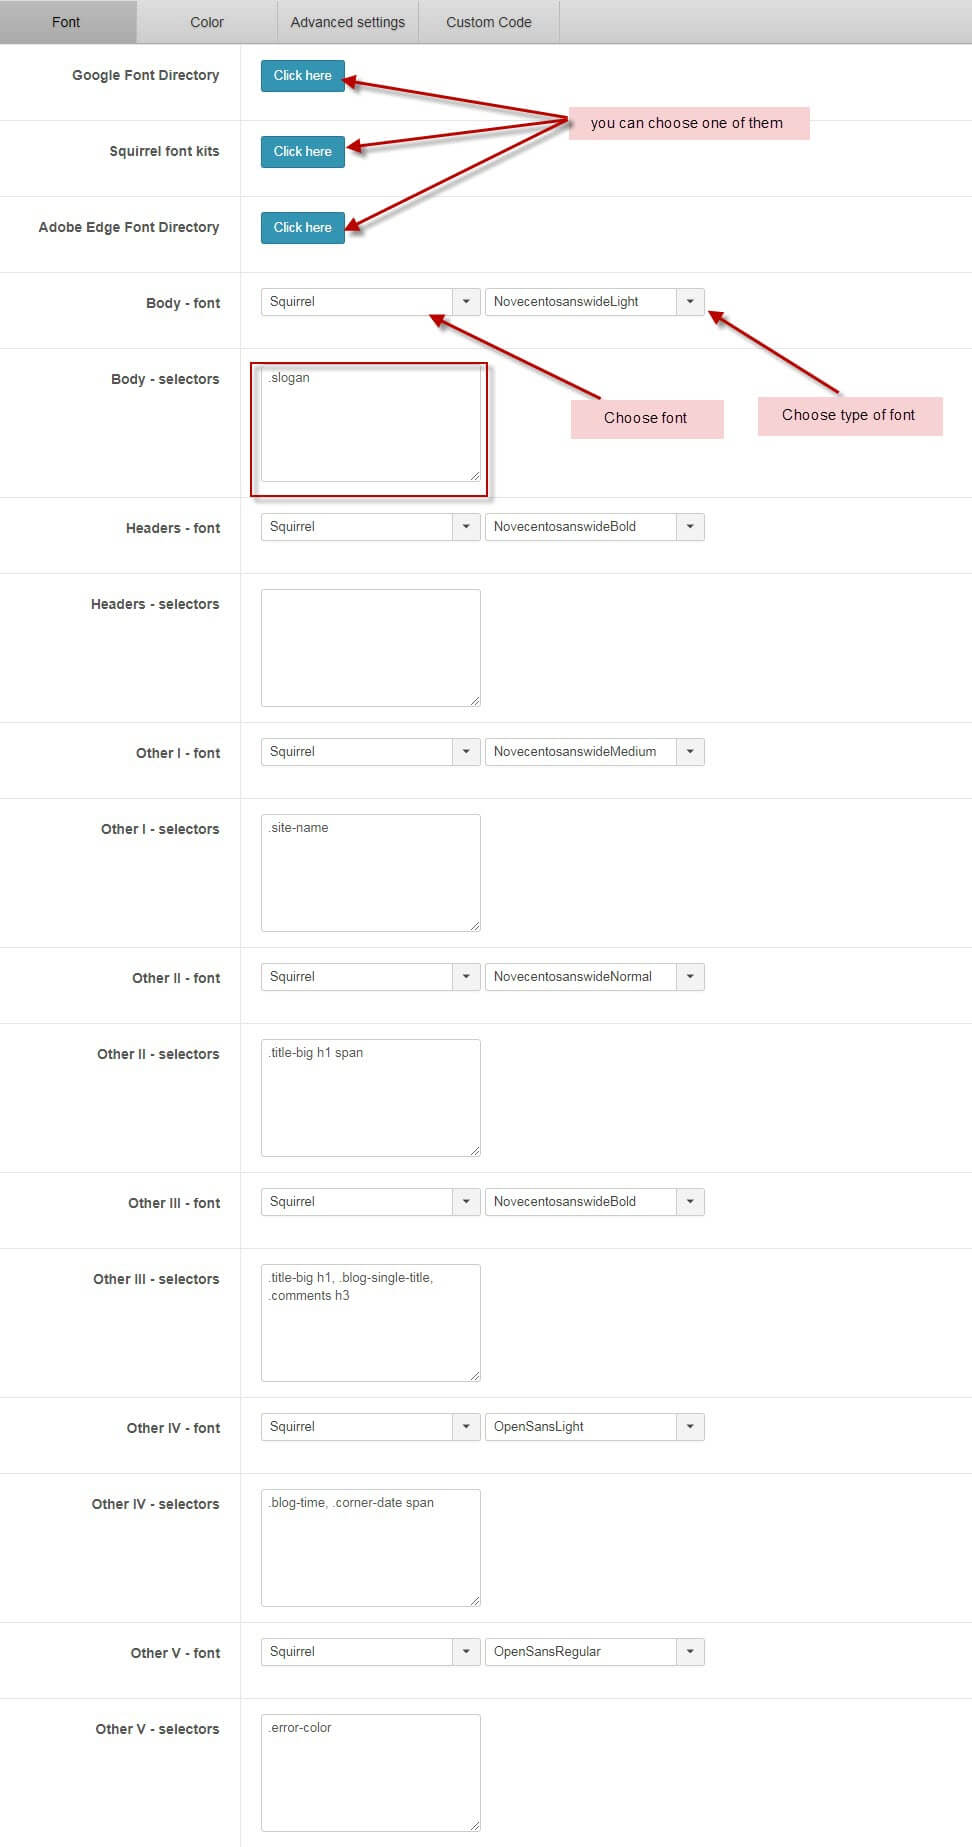 Font Color Advanced settings Custom Code
Google Font Directory Click here
you can choose one of them
Squirrel font kits Click here
Adobe Edge Font Directory Click here
Body - font Squirrel NovecentosanswideLight
Body - selectors .slogan
Choose font Choose type of font
Headers - font Squirrel NovecentosanswideBold
Headers - selectors
Other I - font Squirrel NovecentosanswideMedium
Other I - selectors .site-name
Other II - font Squirrel NovecentosanswideNormal
Other II - selectors .title-big h1 span
Other III - font Squirrel NovecentosanswideBold
Other III - selectors .title-big h1, .blog-single-title,
.comments h3
Other IV - font Squirrel OpenSansLight
Other IV - selectors .blog-time, .corner-date span
Other V - font Squirrel OpenSansRegular
Other V - selectors .error-color